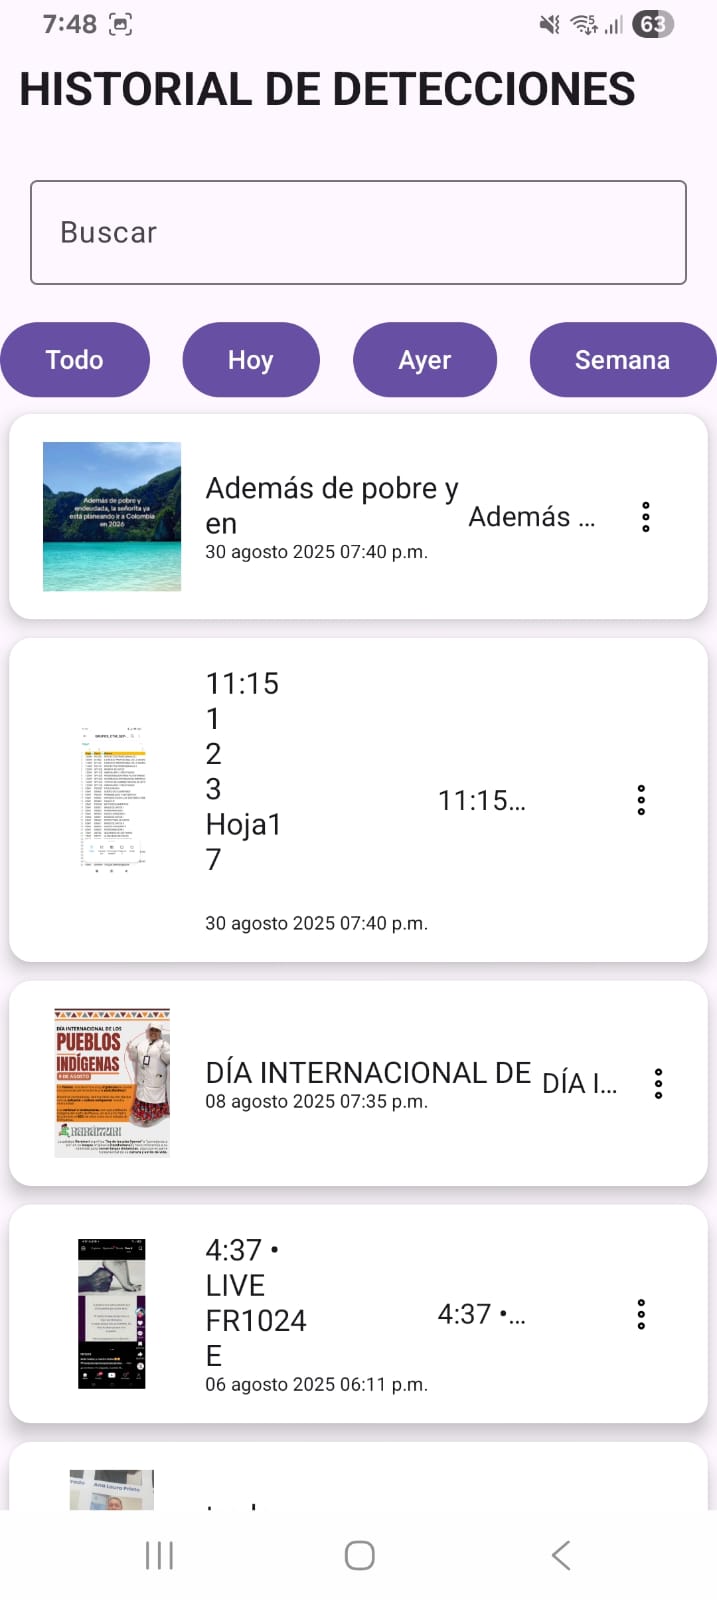 7:48
63
HISTORIAL DE DETECCIONES
Buscar
Todo
Hoy
Ayer
Semana
Además de pobre y
endeudada, la señorita ya
está planeando ir a Colombia
en 2026
Además de pobre y
en
30 agosto 2025 07:40 p.m.
Además ...
11:15
1
2
3
Hoja1
7
30 agosto 2025 07:40 p.m.
11:15...
DÍA INTERNACIONAL DE LOS
PUEBLOS
INDÍGENAS
9 DE AGOSTO
DÍA INTERNACIONAL DE
08 agosto 2025 07:35 p.m.
DÍA I...
4:37 •
LIVE
FR1024
E
06 agosto 2025 06:11 p.m.
4:37 •...
Ana Laura Prieto